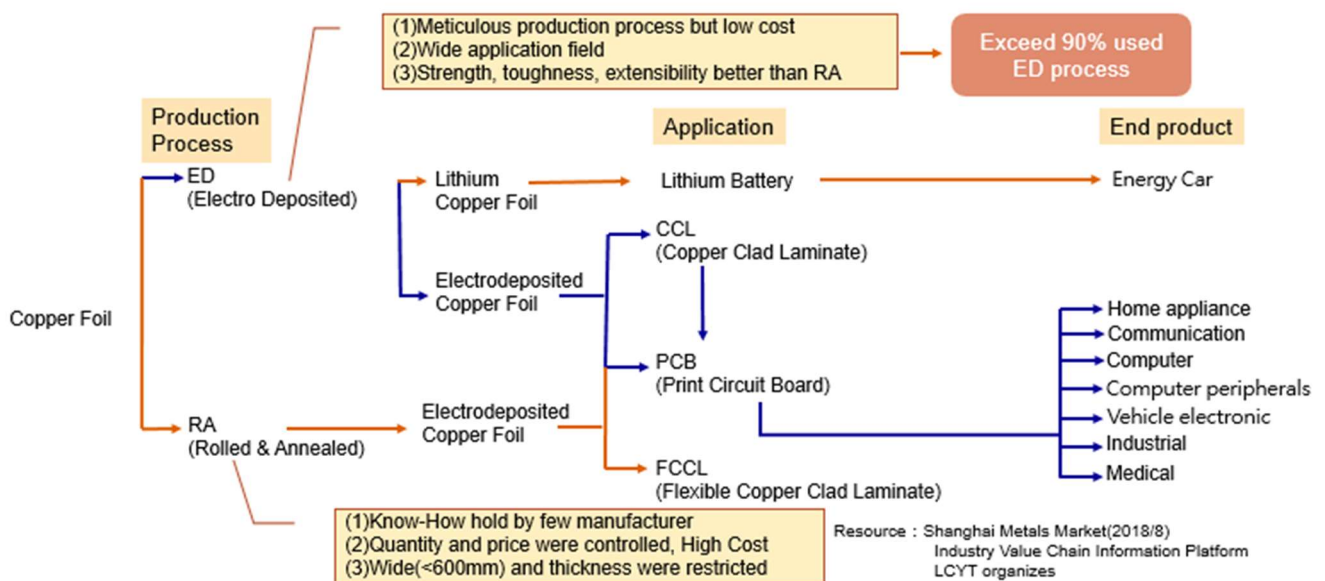 (1)Meticulous production process but low cost
(2)Wide application field
(3)Strength, toughness, extensibility better than RA
Exceed 90% used
ED process
Production
Process
Application
End product
ED
(Electro Deposited)
Lithium
Copper Foil
Lithium Battery
Energy Car
CCL
(Copper Clad Laminate)
Electrodeposited
Copper Foil
Copper Foil
Home appliance
Communication
Computer
Computer peripherals
Vehicle electronic
Industrial
Medical
PCB
(Print Circuit Board)
RA
(Rolled & Annealed)
Electrodeposited
Copper Foil
FCCL
(Flexible Copper Clad Laminate)
(1)Know-How hold by few manufacturer
(2)Quantity and price were controlled, High Cost
(3)Wide(<600mm) and thickness were restricted
Resource : Shanghai Metals Market(2018/8)
Industry Value Chain Information Platform
LCYT organizes